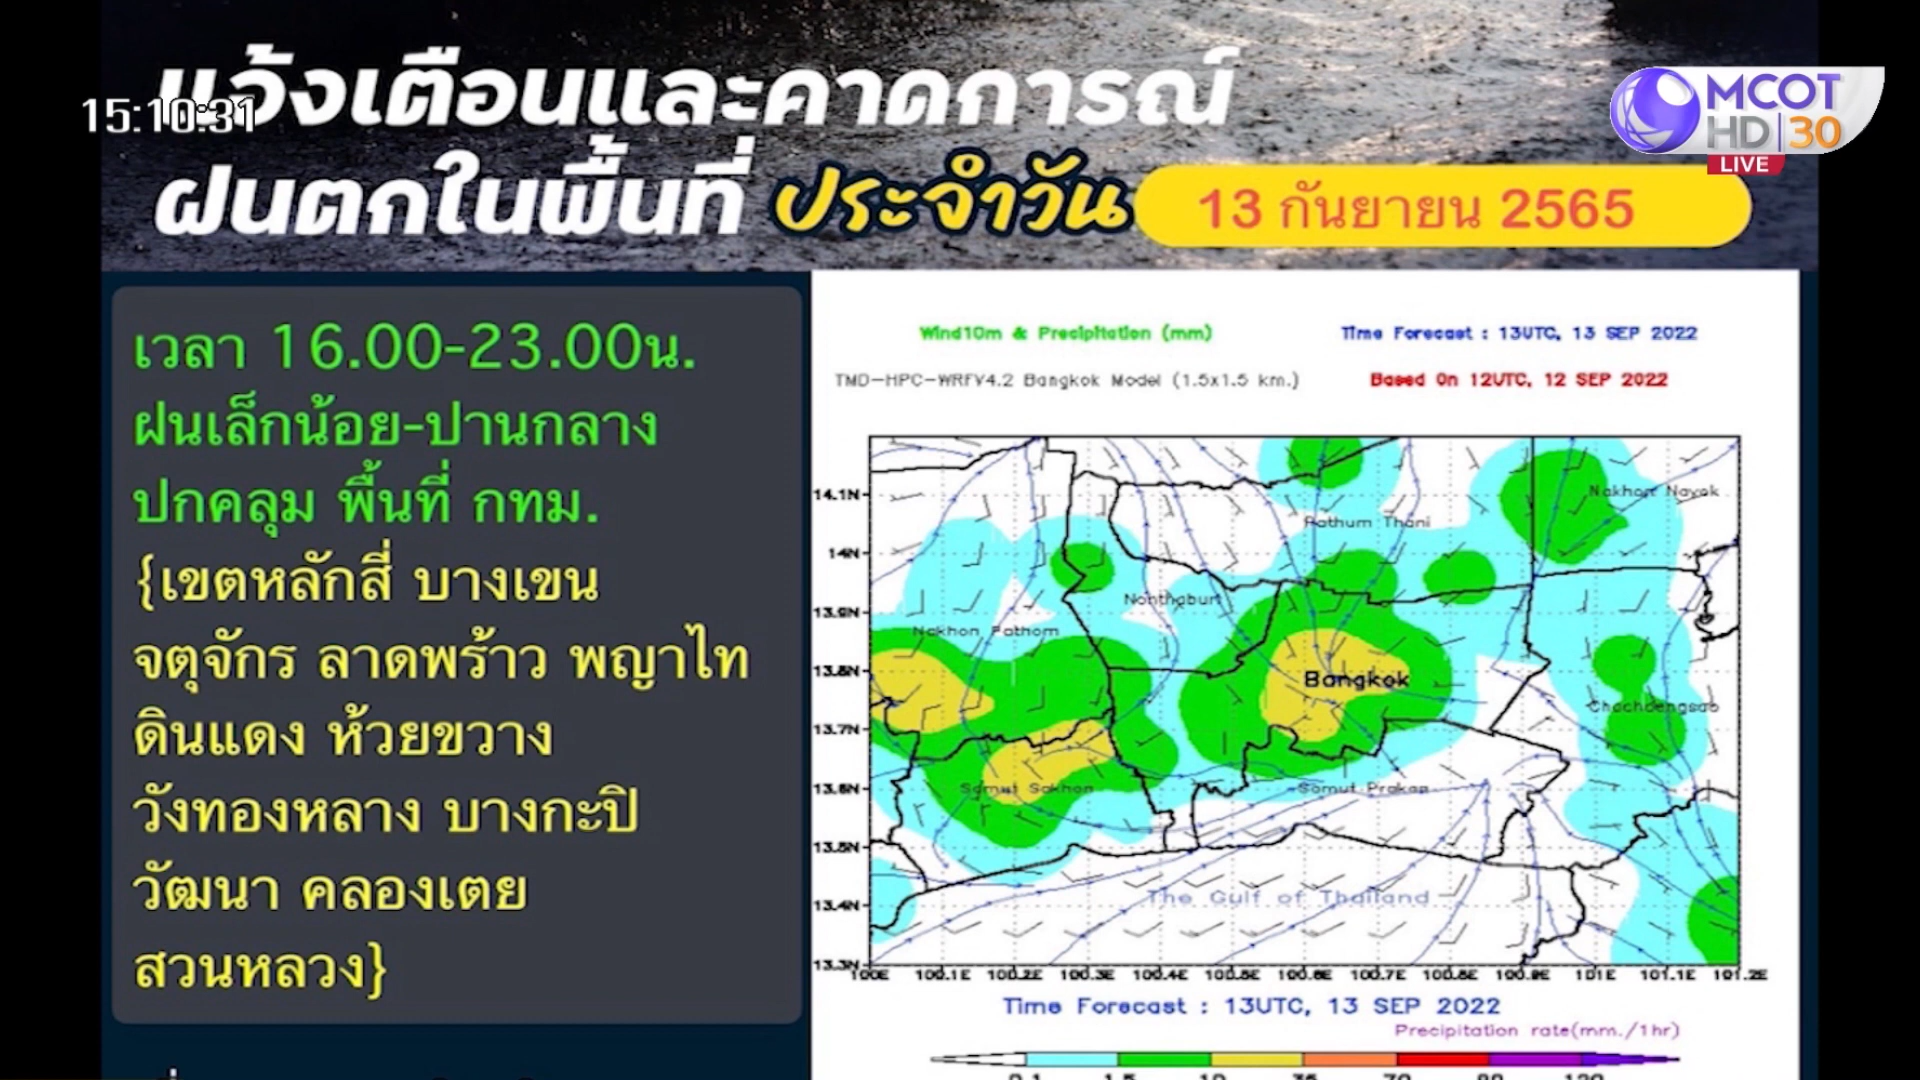 แจ้งเตือนและคาดการณ์
15:10:31
MCOT
HD 30
LIVE
ฝนตกในพื้นที่ ประจำวัน 13 กันยายน 2565
เวลา 16.00-23.00น.
ฝนเล็กน้อย-ปานกลาง
ปกคลุม พื้นที่ กทม.
{เขตหลักสี่ บางเขน
จตุจักร ลาดพร้าว พญาไท
ดินแดง ห้วยขวาง
วังทองหลาง บางกะปิ
วัฒนา คลองเตย
สวนหลวง}
Wind10m & Precipitation (mm)
Time Forecast : 13UTC, 13 SEP 2022
TMD-HPC-WRFV4.2 Bangkok Model (1.5x1.5 km.)
Based On 12UTC, 12 SEP 2022
14.1N
14N
13.9N
13.8N
13.7N
13.6N
13.5N
13.4N
13.3N
Nakhon Nayok
Pathum Thani
Nonthaburi
Nakhon Pathom
Bangkok
Chachoengsao
Samut Sakhon
Samut Prakan
The Gulf of Thailand
100E 100.1E 100.2E 100.3E 100.4E 100.5E 100.6E 100.7E 100.8E 100.9E 101E 101.1E 101.2E
Time Forecast : 13UTC, 13 SEP 2022
Precipitation rate(mm./1hr)
0.1 1.5 10 35 70 90 120